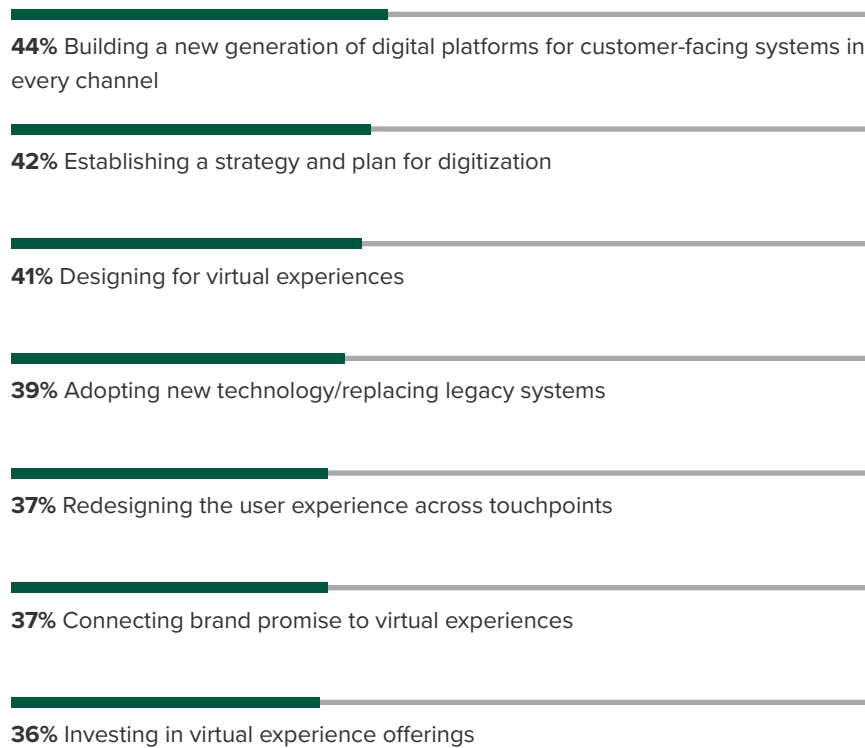 44% Building a new generation of digital platforms for customer-facing systems in
every channel
42% Establishing a strategy and plan for digitization
41% Designing for virtual experiences
39% Adopting new technology/replacing legacy systems
37% Redesigning the user experience across touchpoints
37% Connecting brand promise to virtual experiences
36% Investing in virtual experience offerings